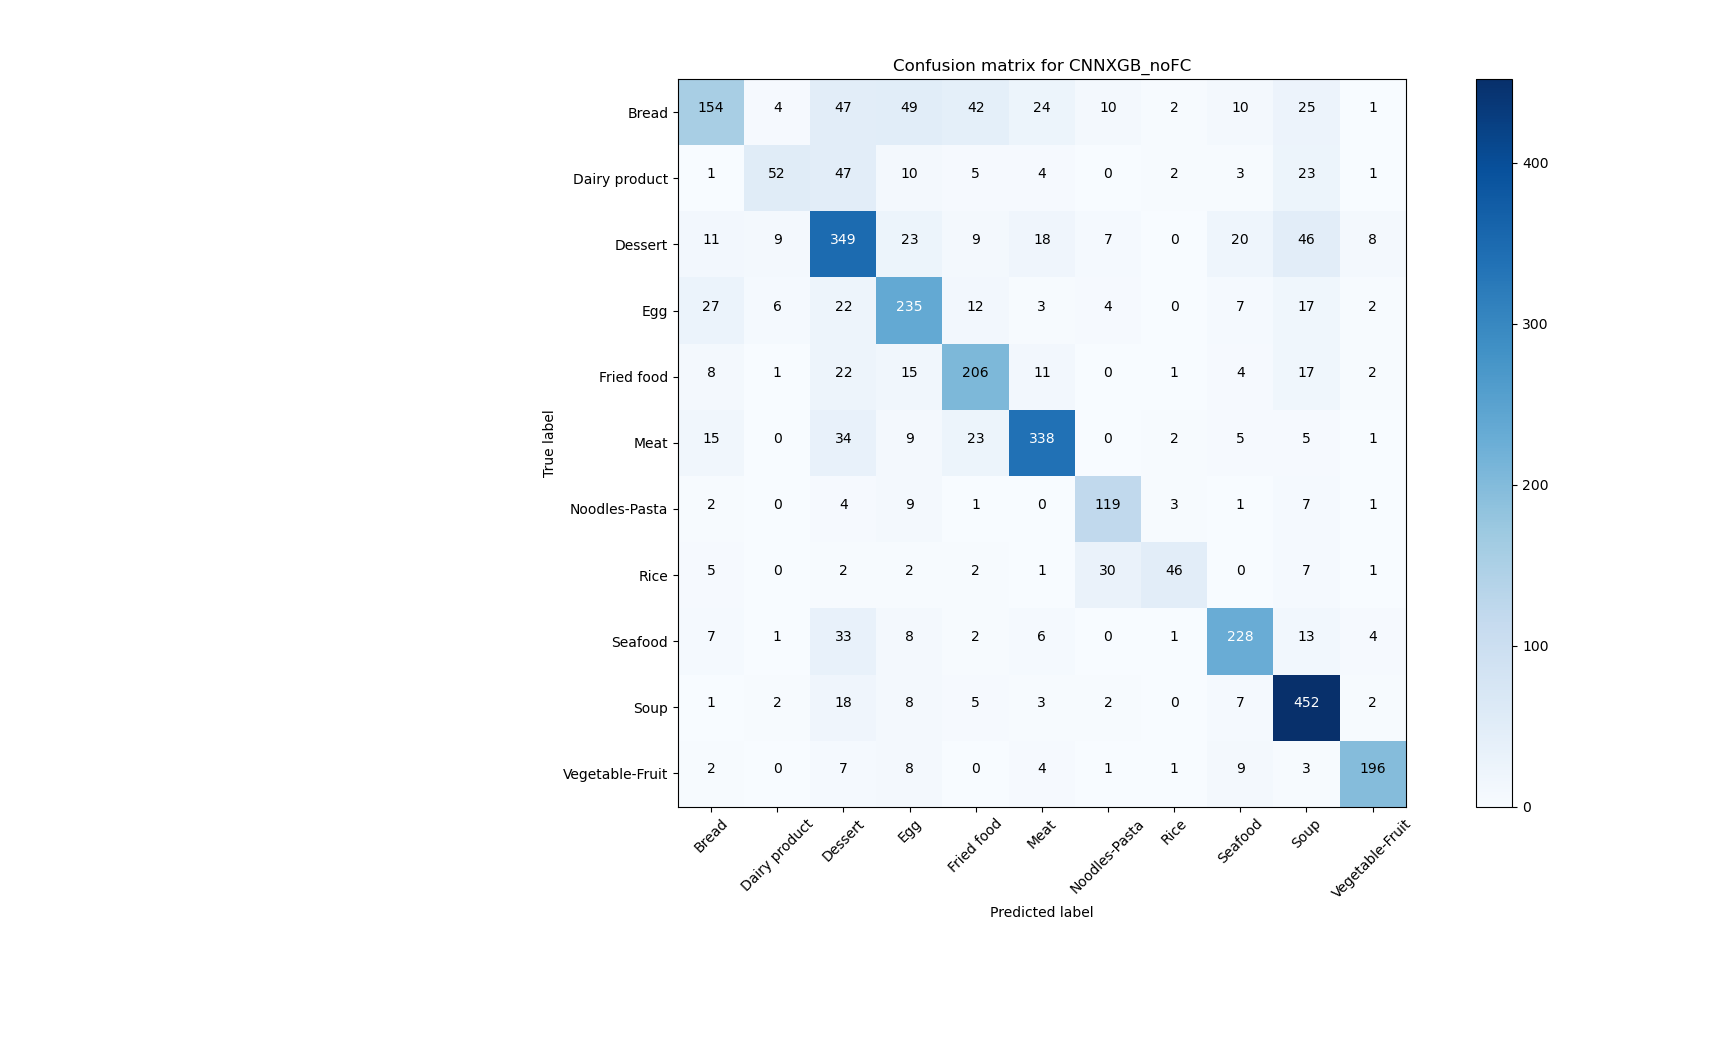 Confusion matrix for CNNXGB_noFC
Bread 154 4 47 49 42 24 10 2 10 25 1
Dairy product 1 52 47 10 5 4 0 2 3 23 1
Dessert 11 9 349 23 9 18 7 0 20 46 8
Egg 27 6 22 235 12 3 4 0 7 17 2
Fried food 8 1 22 15 206 11 0 1 4 17 2
Meat 15 0 34 9 23 338 0 2 5 5 1
Noodles-Pasta 2 0 4 9 1 0 119 3 1 7 1
Rice 5 0 2 2 2 1 30 46 0 7 1
Seafood 7 1 33 8 2 6 0 1 228 13 4
Soup 1 2 18 8 5 3 2 0 7 452 2
Vegetable-Fruit 2 0 7 8 0 4 1 1 9 3 196
Bread Dairy product Dessert Egg Fried food Meat Noodles-Pasta Rice Seafood Soup Vegetable-Fruit
Predicted label
True label
400
300
200
100
0